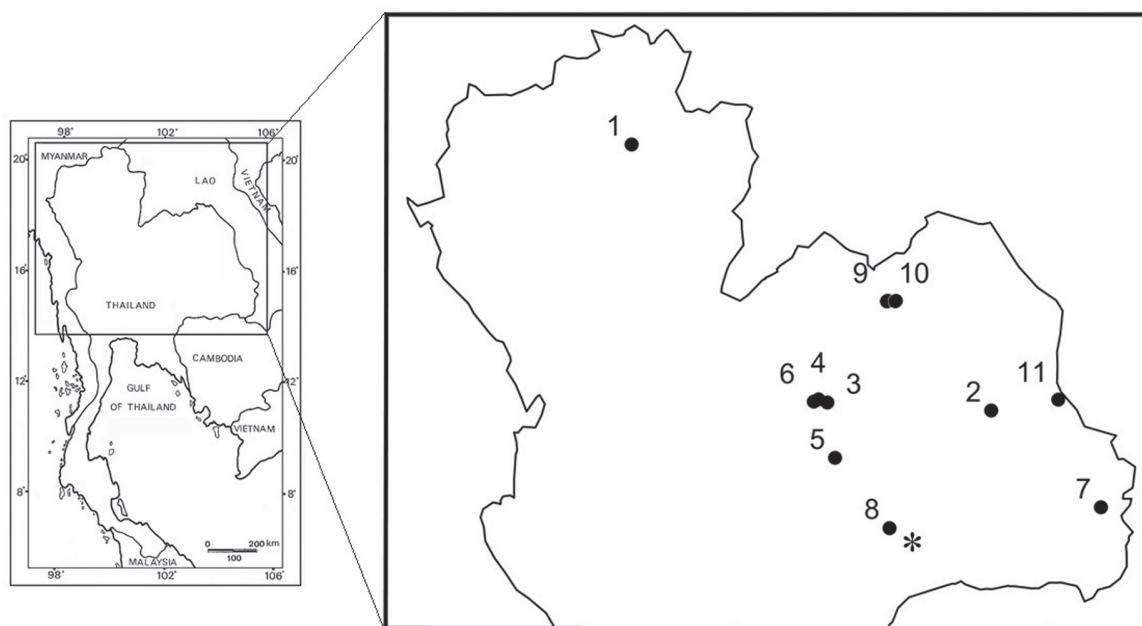 98°
102°
106°
20°
MYANMAR
20°
LAO
VIETNAM
16°
16°
THAILAND
CAMBODIA
12°
12°
GULF
OF THAILAND
VIETNAM
8°
8°
0 200 km
100
MALAYSIA
98°
102°
106°
1
9 10
4
6 3
2 11
5
7
8
*